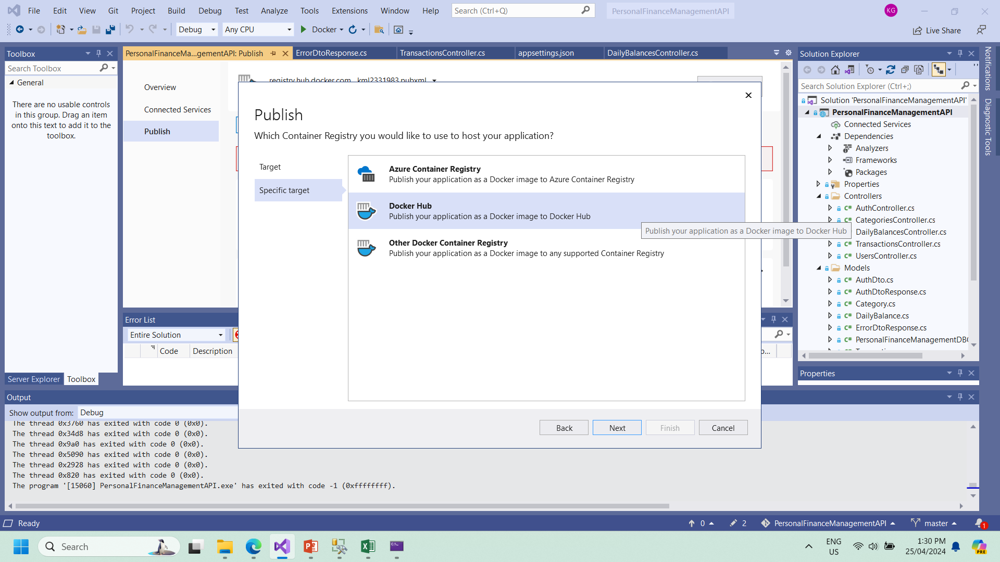 File Edit View Git Project Build Debug Test Analyze Tools Extensions Window Help Search (Ctrl+Q) PersonalFinanceManagementAPI KG
Debug Any CPU Docker Live Share
Toolbox
Search Toolbox
General
There are no usable controls
in this group. Drag an item
onto this text to add it to the
toolbox.
Server Explorer Toolbox
PersonalFinanceMa...gementAPI: Publish ErrorDtoResponse.cs TransactionsController.cs appsettings.json DailyBalancesController.cs
Overview
Connected Services
Publish
registry.hub.docker.com_kml2331983.pubxml
Publish
Which Container Registry you would like to use to host your application?
Target
Specific target
Azure Container Registry
Publish your application as a Docker image to Azure Container Registry
Docker Hub
Publish your application as a Docker image to Docker Hub
Publish your application as a Docker image to Docker Hub
Other Docker Container Registry
Publish your application as a Docker image to any supported Container Registry
Back Next Finish Cancel
Error List
Entire Solution
Code Description
Solution Explorer
Search Solution Explorer (Ctrl+;)
Solution 'PersonalFinanceManagementAPI'
PersonalFinanceManagementAPI
Connected Services
Dependencies
Analyzers
Frameworks
Packages
Properties
Controllers
C# AuthController.cs
C# CategoriesController.cs
DailyBalancesController.cs
C# TransactionsController.cs
C# UsersController.cs
Models
C# AuthDto.cs
C# AuthDtoResponse.cs
C# Category.cs
C# DailyBalance.cs
C# ErrorDtoResponse.cs
C# PersonalFinanceManagementDB
Properties
Notifications
Diagnostic Tools
Output
Show output from: Debug
The thread 0x3760 has exited with code 0 (0x0).
The thread 0x34d8 has exited with code 0 (0x0).
The thread 0x9a0 has exited with code 0 (0x0).
The thread 0x5090 has exited with code 0 (0x0).
The thread 0x2928 has exited with code 0 (0x0).
The thread 0x820 has exited with code 0 (0x0).
The program '[15060] PersonalFinanceManagementAPI.exe' has exited with code -1 (0xffffffff).
Ready 0 2 PersonalFinanceManagementAPI master 1
Search
ENG
US
1:30 PM
25/04/2024
PRE